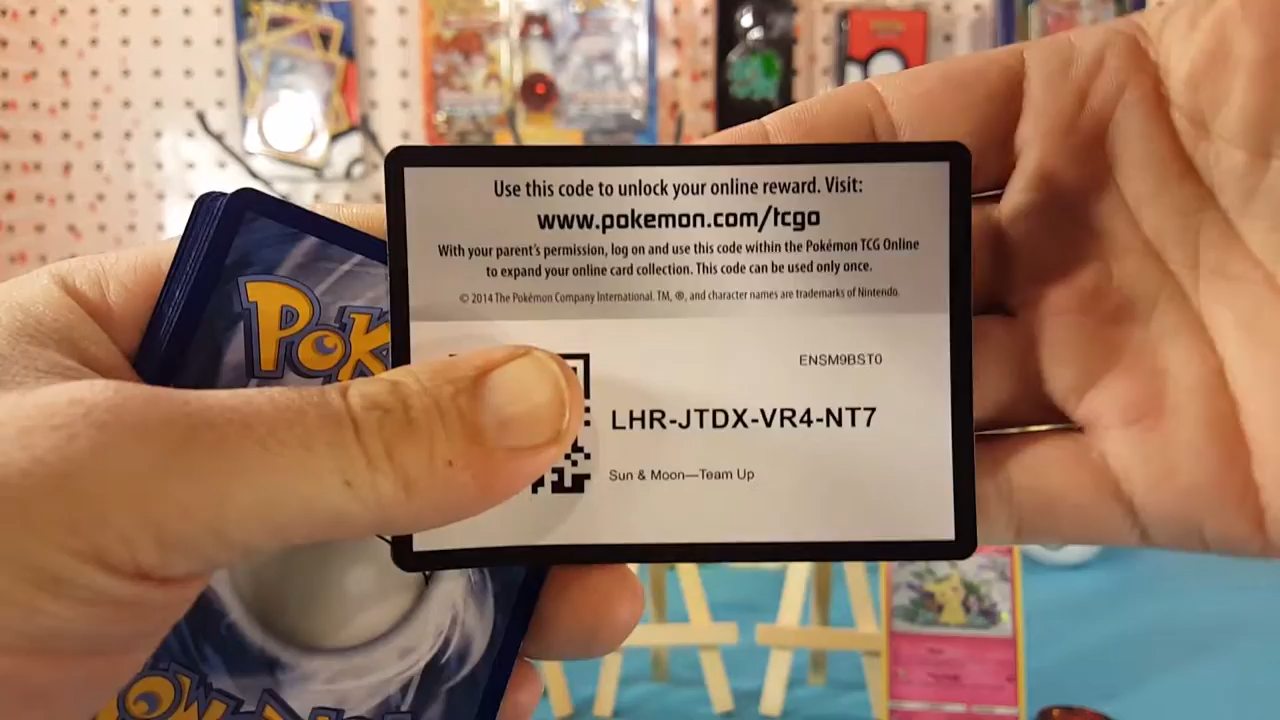 Use this code to unlock your online reward. Visit:
www.pokemon.com/tcgo
With your parent's permission, log on and use this code within the Pokémon TCG Online
to expand your online card collection. This code can be used only once.
© 2014 The Pokémon Company International. TM, ®, and character names are trademarks of Nintendo.
ENSM9BST0
LHR-JTDX-VR4-NT7
Sun & Moon—Team Up
POK